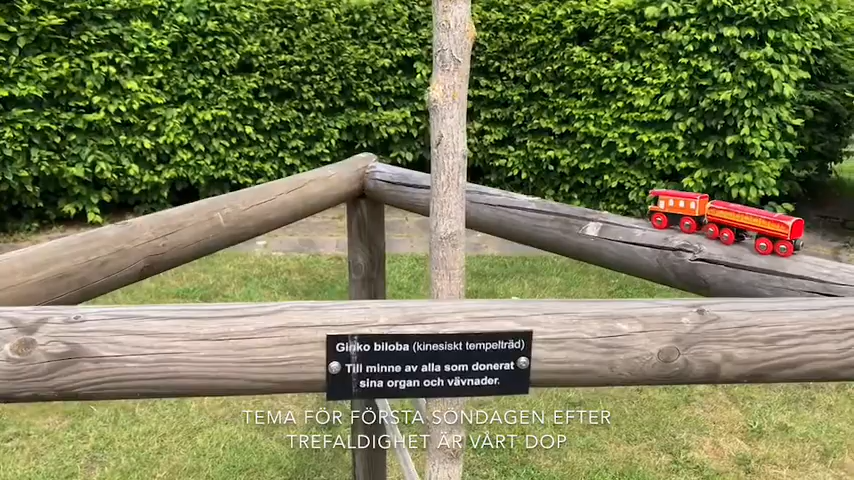 Ginko biloba (kinesiskt tempelträd)
Till minne av alla som donerat
sina organ och vävnader.
TEMA FÖR FÖRSTA SÖNDAGEN EFTER
TREFALDIGHET ÄR "VÅRT DOP"